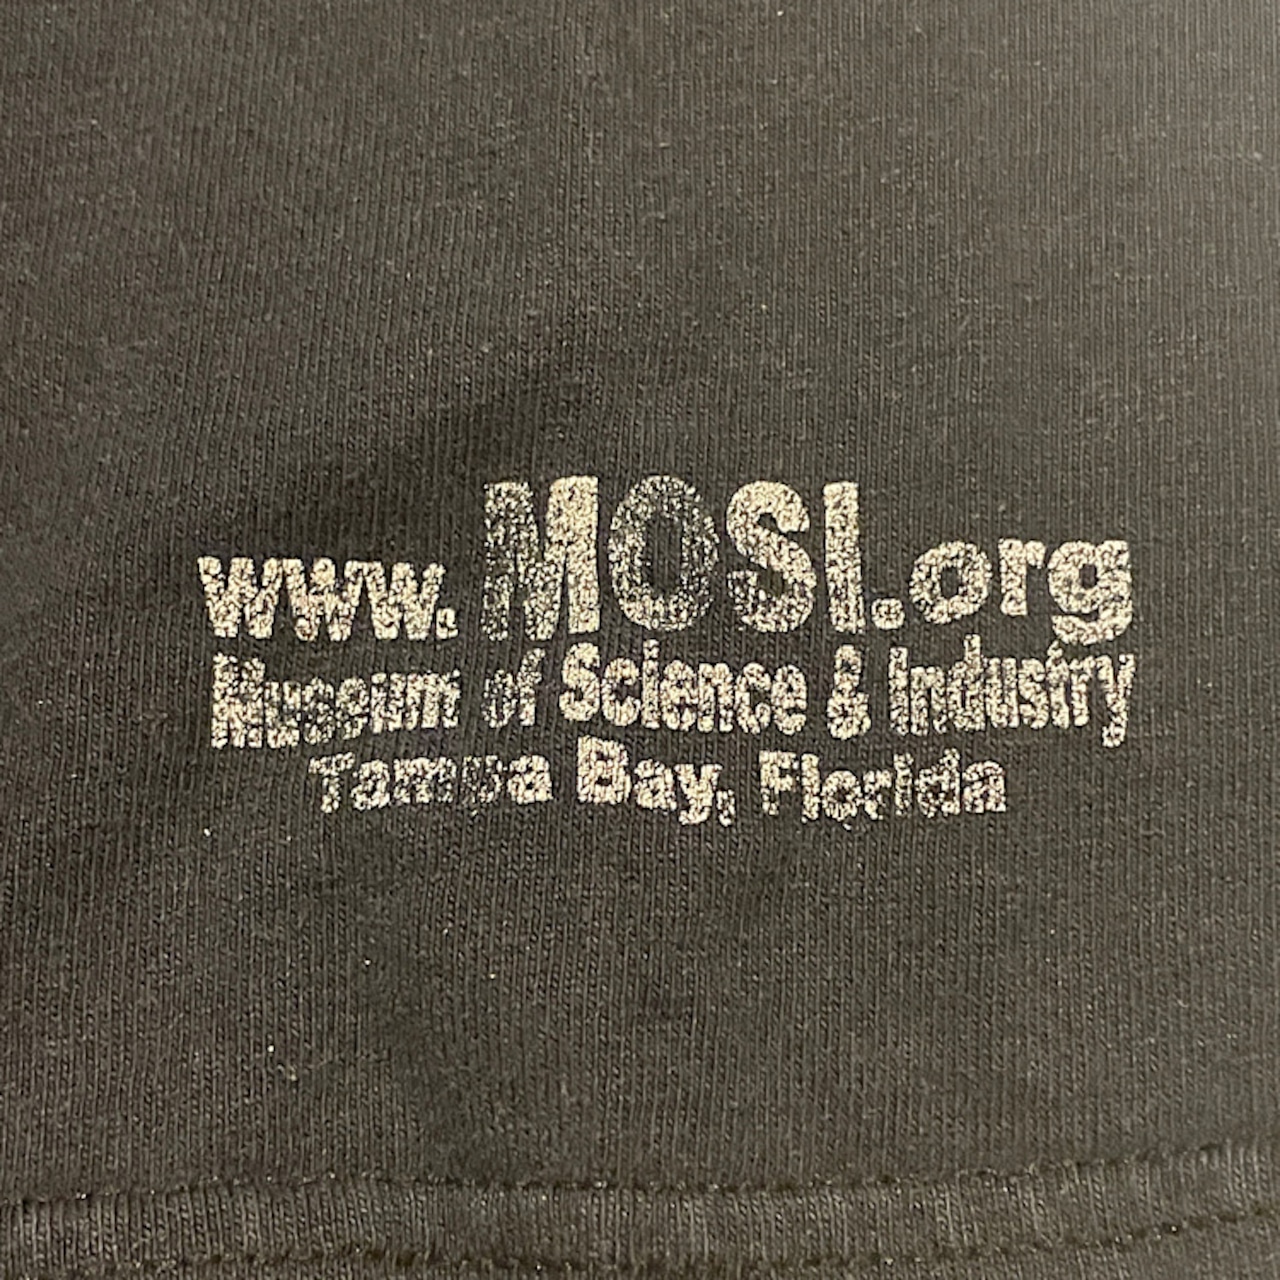 www.MOSI.org
Museum of Science & Industry
Tampa Bay, Florida